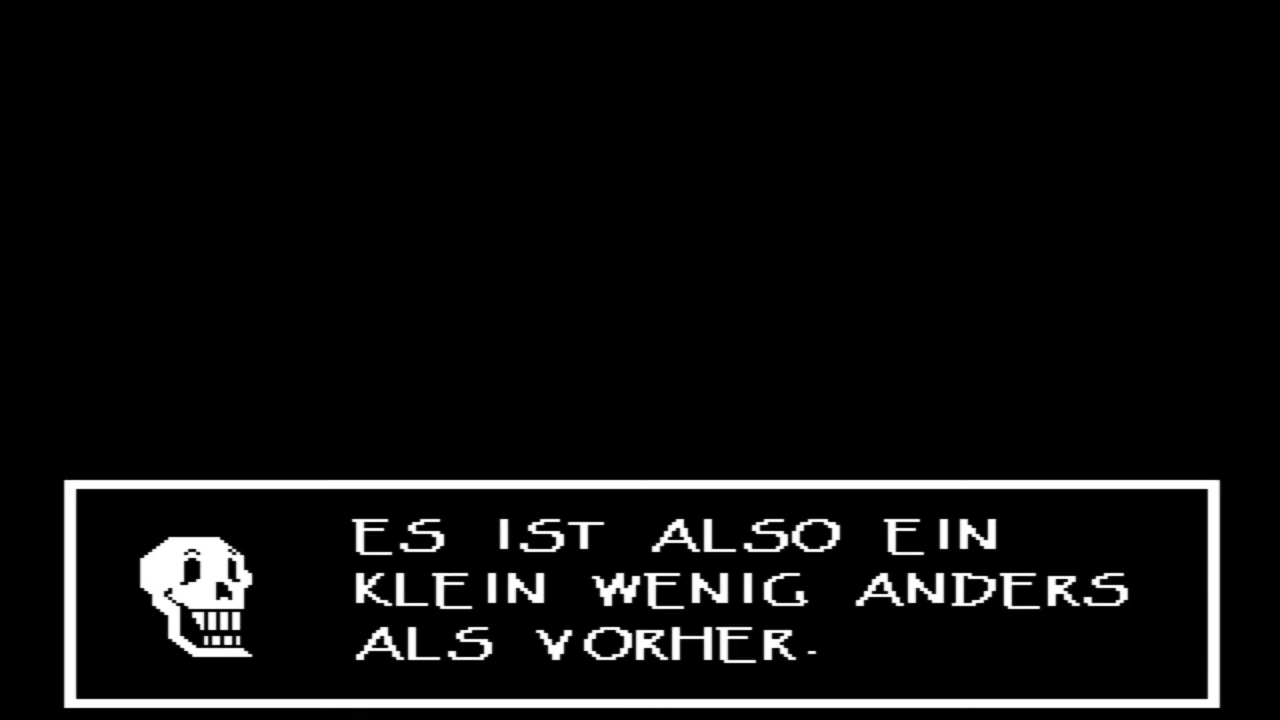 ES IST ALSO EIN
KLEIN WENIG ANDERS
ALS VORHER.